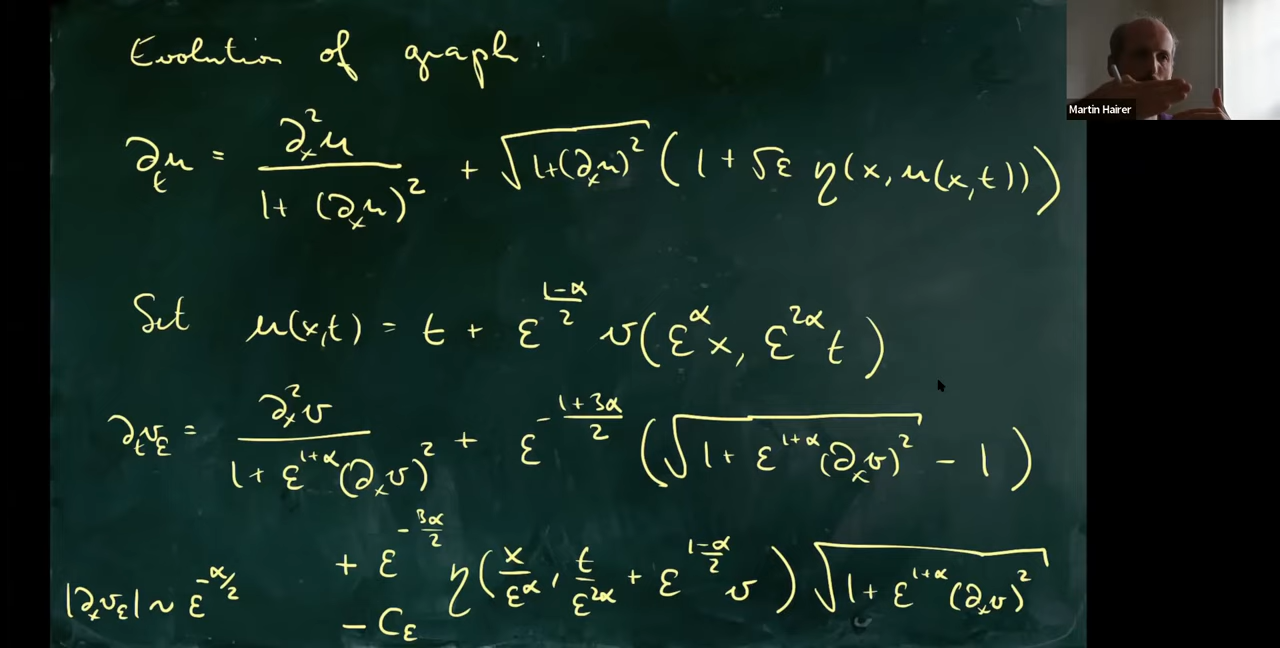 Evolution of graph:
Martin Hairer
∂ₜu = ∂ₓ²u / (1 + (∂ₓu)²) + √(1+(∂ₓu)²) (1 + √ε η(x, u(x,t)))
Set u(x,t) = t + ε^{(1-α)/2} v(ε^α x, ε^{2α} t)
∂ₜv_ε = ∂ₓ²v / (1 + ε^{1+α}(∂ₓv)²) + ε^{-(1+3α)/2} (√(1 + ε^{1+α}(∂ₓv)²) - 1)
+ ε^{-3α/2} η(x/ε^α, t/ε^{2α} + ε^{(1-α)/2} v) √(1 + ε^{1+α}(∂ₓv)²)
|∂ₓv_ε| ~ ε^{-α/2}
- C_ε